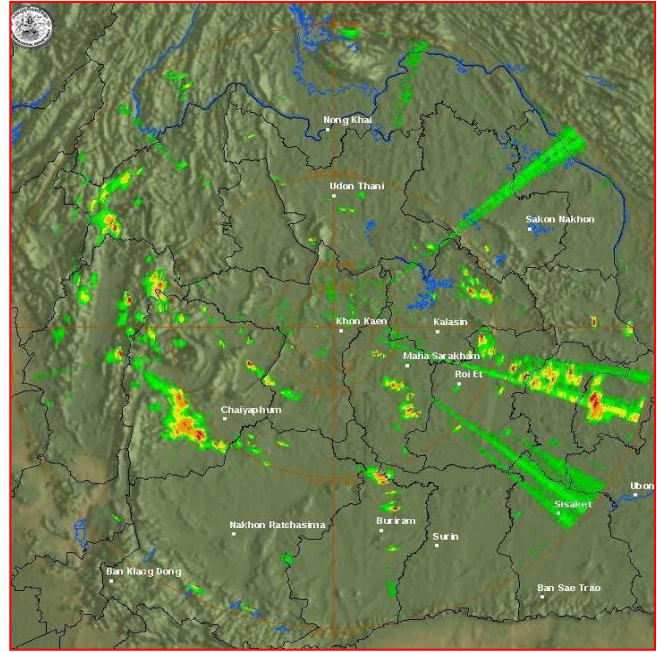 Nong Khai
Udon Thani
Sakon Nakhon
Khon Kaen
Kalasin
Maha Sarakham
Roi Et
Chaiyaphum
Ubon
Sisaket
Nakhon Ratchasima
Buriram
Surin
Ban Klang Dong
Ban Sae Trao